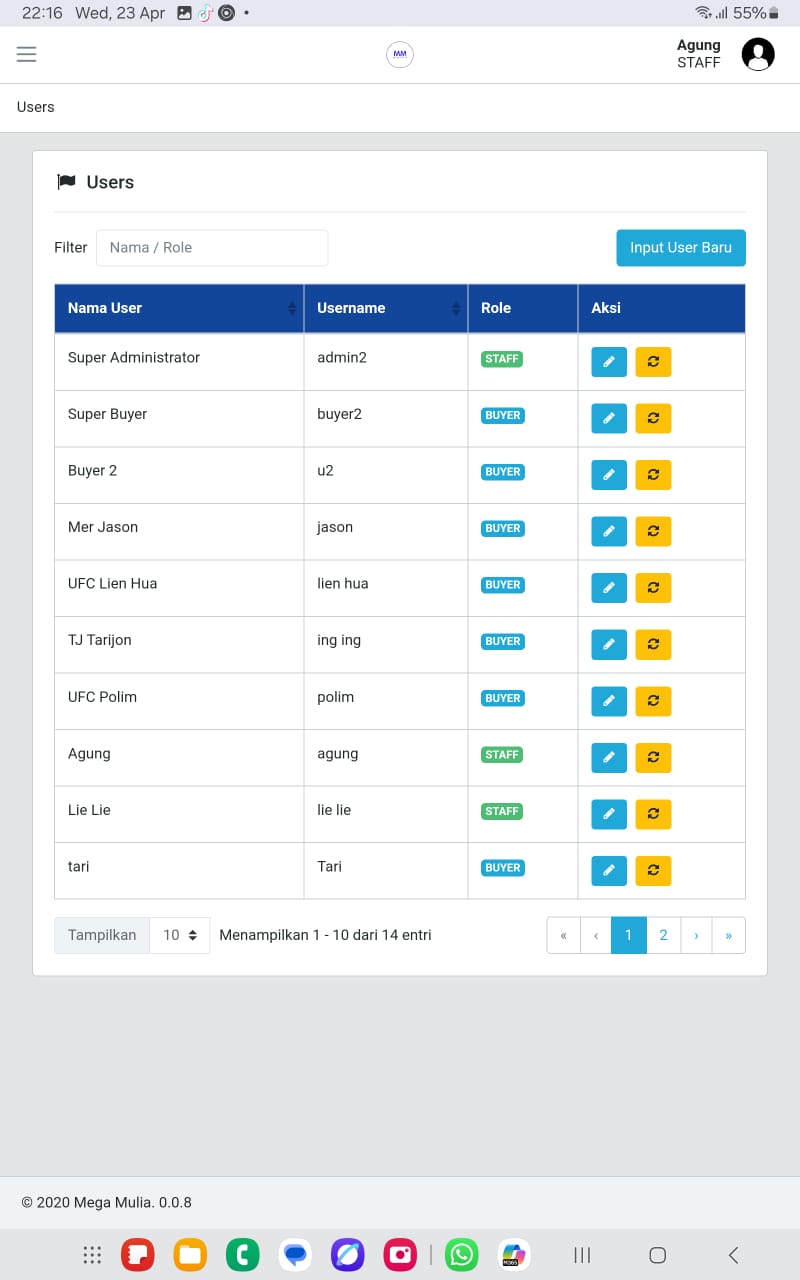 22:16 Wed, 23 Apr 55%
MM
Agung
STAFF
Users
Users
Filter Nama / Role Input User Baru
Nama User Username Role Aksi
Super Administrator admin2 STAFF
Super Buyer buyer2 BUYER
Buyer 2 u2 BUYER
Mer Jason jason BUYER
UFC Lien Hua lien hua BUYER
TJ Tarijon ing ing BUYER
UFC Polim polim BUYER
Agung agung STAFF
Lie Lie lie lie STAFF
tari Tari BUYER
Tampilkan 10 Menampilkan 1 - 10 dari 14 entri « ‹ 1 2 › »
© 2020 Mega Mulia. 0.0.8
M365